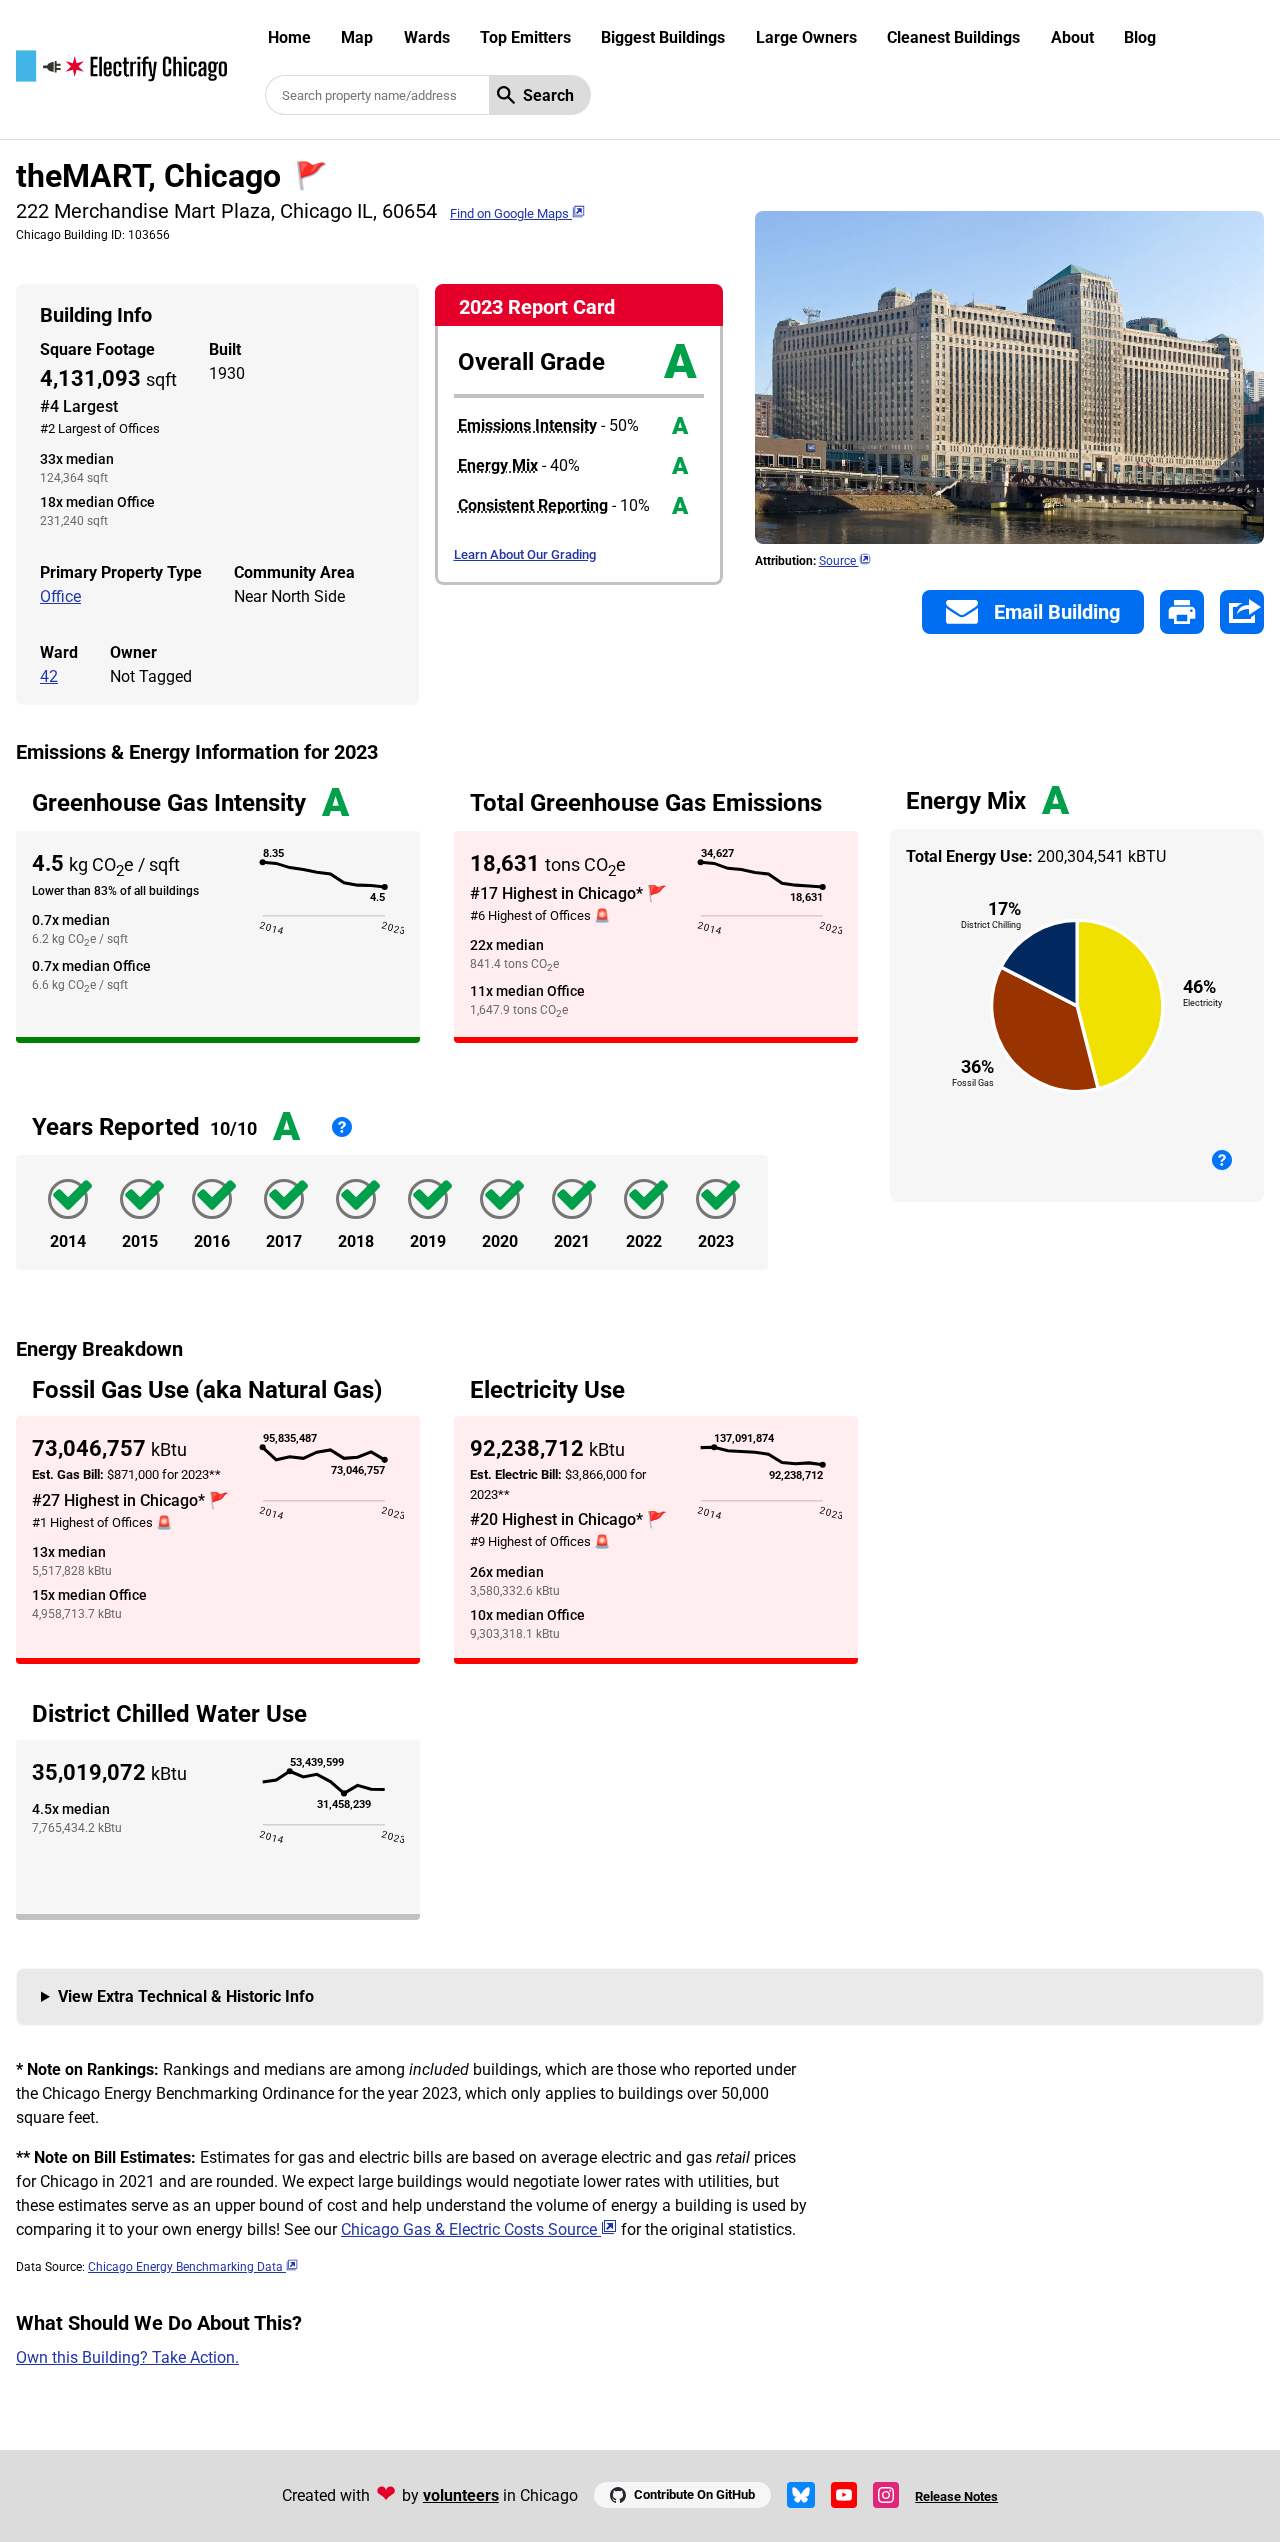 Electrify Chicago
Home Map Wards Top Emitters Biggest Buildings Large Owners Cleanest Buildings About Blog
Search property name/address
Search
theMART, Chicago 🚩
222 Merchandise Mart Plaza, Chicago IL, 60654 Find on Google Maps
Chicago Building ID: 103656
Building Info
Square Footage
4,131,093 sqft
#4 Largest
#2 Largest of Offices
33x median
124,364 sqft
18x median Office
231,240 sqft
Built
1930
Primary Property Type
Office
Community Area
Near North Side
Ward
42
Owner
Not Tagged
2023 Report Card
Overall Grade A
Emissions Intensity - 50% A
Energy Mix - 40% A
Consistent Reporting - 10% A
Learn About Our Grading
Attribution: Source
Email Building
Emissions & Energy Information for 2023
Greenhouse Gas Intensity A
4.5 kg CO2e / sqft
Lower than 83% of all buildings
0.7x median
6.2 kg CO2e / sqft
0.7x median Office
6.6 kg CO2e / sqft
8.35
4.5
2014 2023
Total Greenhouse Gas Emissions
18,631 tons CO2e
#17 Highest in Chicago* 🚩
#6 Highest of Offices 🚨
22x median
841.4 tons CO2e
11x median Office
1,647.9 tons CO2e
34,627
18,631
2014 2023
Energy Mix A
Total Energy Use: 200,304,541 kBTU
17%
District Chilling
46%
Electricity
36%
Fossil Gas
?
Years Reported 10/10 A ?
2014 2015 2016 2017 2018 2019 2020 2021 2022 2023
Energy Breakdown
Fossil Gas Use (aka Natural Gas)
73,046,757 kBtu
Est. Gas Bill: $871,000 for 2023**
#27 Highest in Chicago* 🚩
#1 Highest of Offices 🚨
13x median
5,517,828 kBtu
15x median Office
4,958,713.7 kBtu
95,835,487
73,046,757
2014 2023
Electricity Use
92,238,712 kBtu
Est. Electric Bill: $3,866,000 for
2023**
#20 Highest in Chicago* 🚩
#9 Highest of Offices 🚨
26x median
3,580,332.6 kBtu
10x median Office
9,303,318.1 kBtu
137,091,874
92,238,712
2014 2023
District Chilled Water Use
35,019,072 kBtu
4.5x median
7,765,434.2 kBtu
53,439,599
31,458,239
2014 2023
View Extra Technical & Historic Info
* Note on Rankings: Rankings and medians are among included buildings, which are those who reported under
the Chicago Energy Benchmarking Ordinance for the year 2023, which only applies to buildings over 50,000
square feet.
** Note on Bill Estimates: Estimates for gas and electric bills are based on average electric and gas retail prices
for Chicago in 2021 and are rounded. We expect large buildings would negotiate lower rates with utilities, but
these estimates serve as an upper bound of cost and help understand the volume of energy a building is used by
comparing it to your own energy bills! See our Chicago Gas & Electric Costs Source for the original statistics.
Data Source: Chicago Energy Benchmarking Data
What Should We Do About This?
Own this Building? Take Action.
Created with ❤ by volunteers in Chicago
Contribute On GitHub
Release Notes